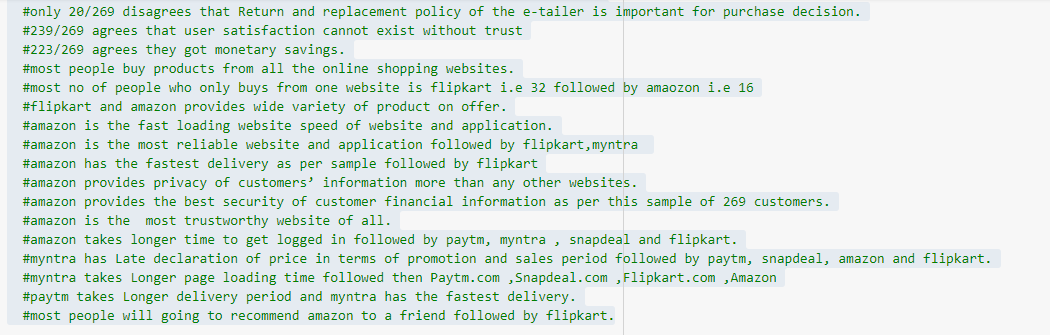 #only 20/269 disagrees that Return and replacement policy of the e-tailer is important for purchase decision.
#239/269 agrees that user satisfaction cannot exist without trust
#223/269 agrees they got monetary savings.
#most people buy products from all the online shopping websites.
#most no of people who only buys from one website is flipkart i.e 32 followed by amaozon i.e 16
#flipkart and amazon provides wide variety of product on offer.
#amazon is the fast loading website speed of website and application.
#amazon is the most reliable website and application followed by flipkart,myntra
#amazon has the fastest delivery as per sample followed by flipkart
#amazon provides privacy of customers’ information more than any other websites.
#amazon provides the best security of customer financial information as per this sample of 269 customers.
#amazon is the  most trustworthy website of all.
#amazon takes longer time to get logged in followed by paytm, myntra , snapdeal and flipkart.
#myntra has Late declaration of price in terms of promotion and sales period followed by paytm, snapdeal, amazon and flipkart.
#myntra takes Longer page loading time followed then Paytm.com ,Snapdeal.com ,Flipkart.com ,Amazon
#paytm takes Longer delivery period and myntra has the fastest delivery.
#most people will going to recommend amazon to a friend followed by flipkart.